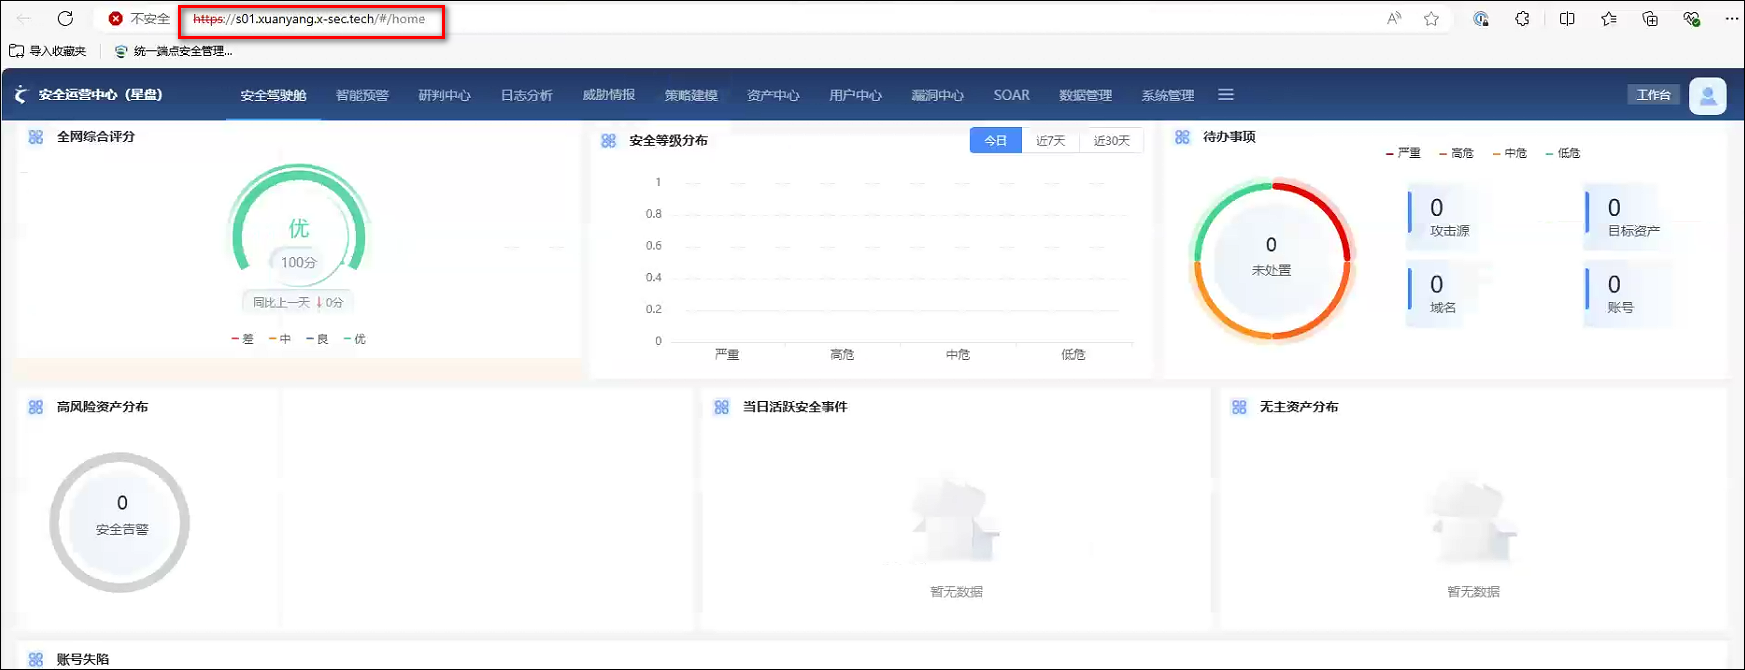 不安全 https://s01.xuanyang.x-sec.tech/#/home
导入收藏夹 统一端点安全管理...
安全运营中心（星盘） 安全驾驶舱 智能预警 研判中心 日志分析 威胁情报 策略建模 资产中心 用户中心 漏洞中心 SOAR 数据管理 系统管理 工作台
全网综合评分
优
100分
同比上一天 ↓0分
差 中 良 优
安全等级分布 今日 近7天 近30天
1
0.8
0.6
0.4
0.2
0
严重 高危 中危 低危
待办事项
严重 高危 中危 低危
0
未处置
0
攻击源
0
目标资产
0
域名
0
账号
高风险资产分布
0
安全告警
当日活跃安全事件
暂无数据
无主资产分布
暂无数据
账号失陷